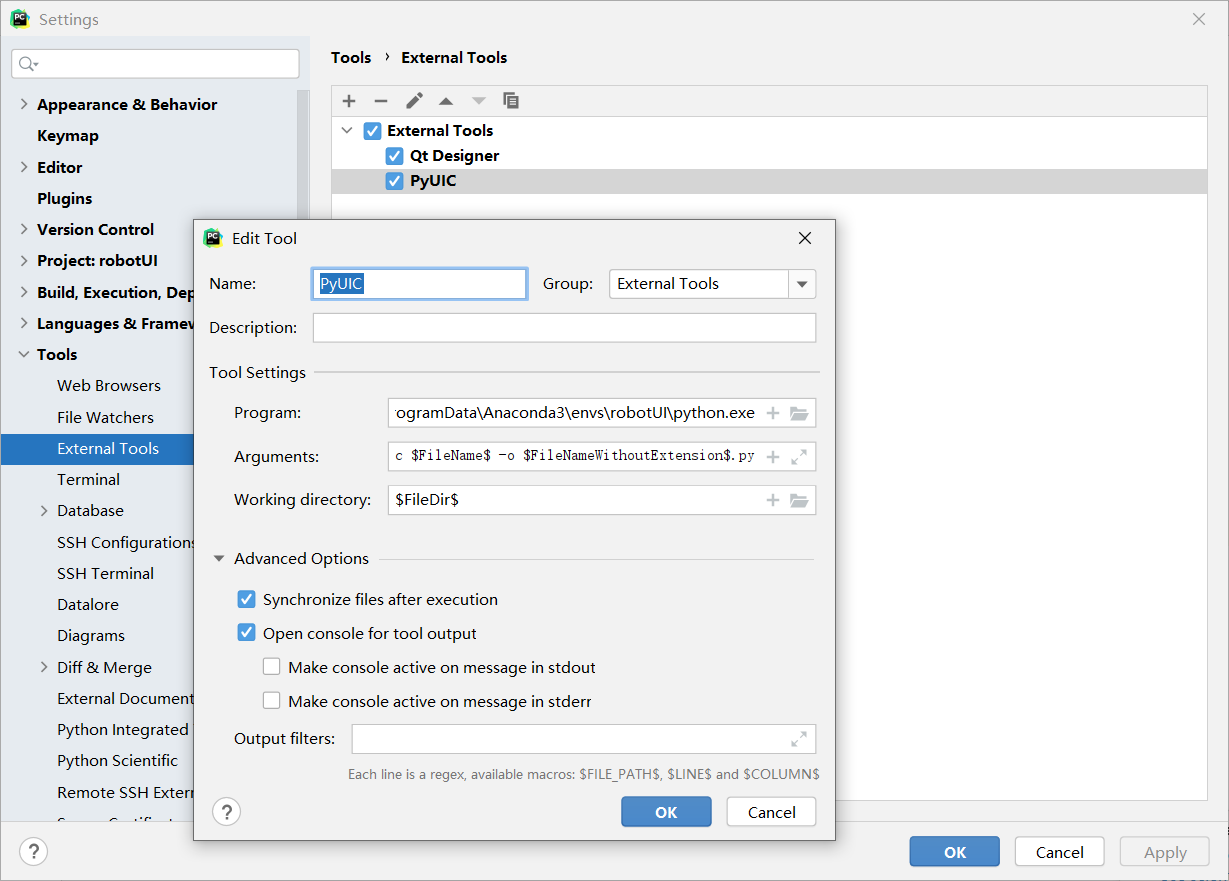 Settings
Tools › External Tools
Appearance & Behavior
Keymap
Editor
Plugins
Version Control
Project: robotUI
Build, Execution, Dep
Languages & Framew
Tools
Web Browsers
File Watchers
External Tools
Terminal
Database
SSH Configurations
SSH Terminal
Datalore
Diagrams
Diff & Merge
External Document
Python Integrated
Python Scientific
Remote SSH Extern
External Tools
Qt Designer
PyUIC
Edit Tool
Name: PyUIC Group: External Tools
Description:
Tool Settings
Program: rogramData\Anaconda3\envs\robotUI\python.exe
Arguments: c $FileName$ -o $FileNameWithoutExtension$.py
Working directory: $FileDir$
Advanced Options
Synchronize files after execution
Open console for tool output
Make console active on message in stdout
Make console active on message in stderr
Output filters:
Each line is a regex, available macros: $FILE_PATH$, $LINE$ and $COLUMN$
? OK Cancel
? OK Cancel Apply